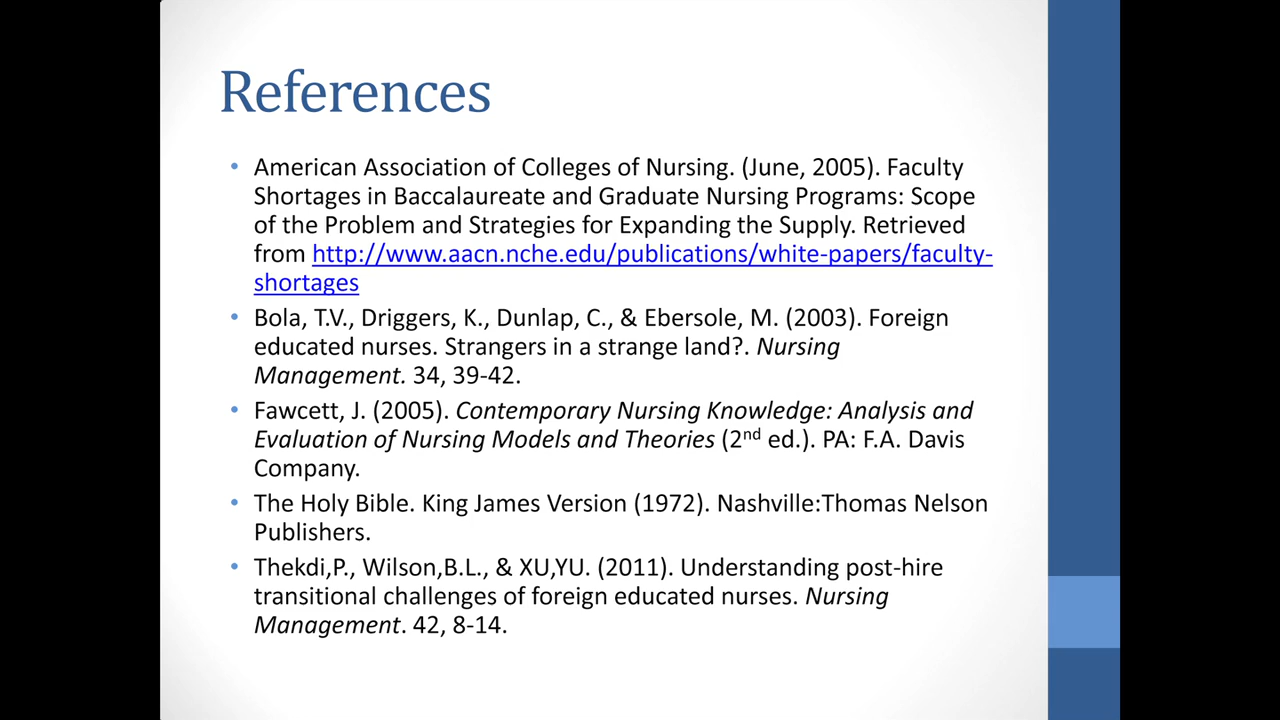 References
• American Association of Colleges of Nursing. (June, 2005). Faculty
Shortages in Baccalaureate and Graduate Nursing Programs: Scope
of the Problem and Strategies for Expanding the Supply. Retrieved
from http://www.aacn.nche.edu/publications/white-papers/faculty-
shortages
• Bola, T.V., Driggers, K., Dunlap, C., & Ebersole, M. (2003). Foreign
educated nurses. Strangers in a strange land?. Nursing
Management. 34, 39-42.
• Fawcett, J. (2005). Contemporary Nursing Knowledge: Analysis and
Evaluation of Nursing Models and Theories (2nd ed.). PA: F.A. Davis
Company.
• The Holy Bible. King James Version (1972). Nashville:Thomas Nelson
Publishers.
• Thekdi,P., Wilson,B.L., & XU,YU. (2011). Understanding post-hire
transitional challenges of foreign educated nurses. Nursing
Management. 42, 8-14.